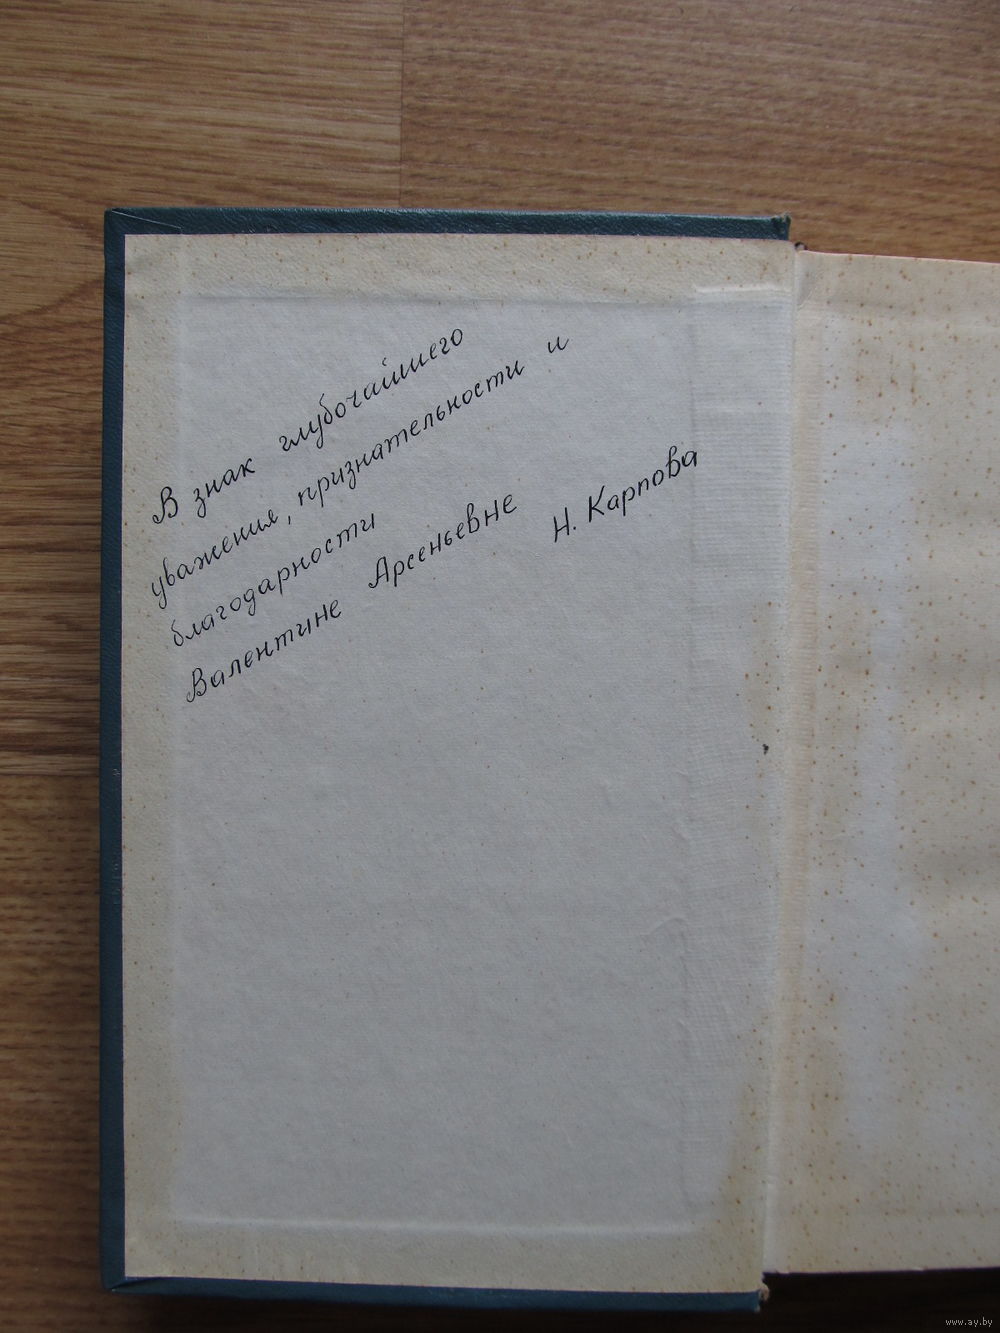 В знак глубочайшего
уважения, признательности и
благодарности
Валентине Арсеньевне
Н. Карпова
www.ay.by